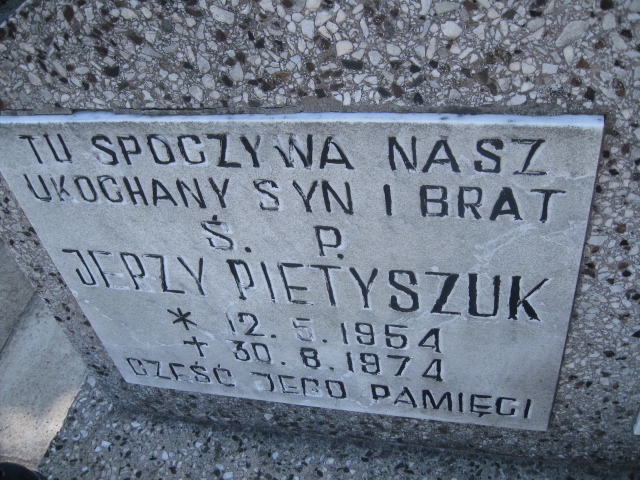 TU SPOCZYWA NASZ
UKOCHANY SYN I BRAT
Ś. P.
JERZY PIETYSZUK
* 12.5.1954
+ 30.8.1974
CZEŚĆ JEGO PAMIĘCI